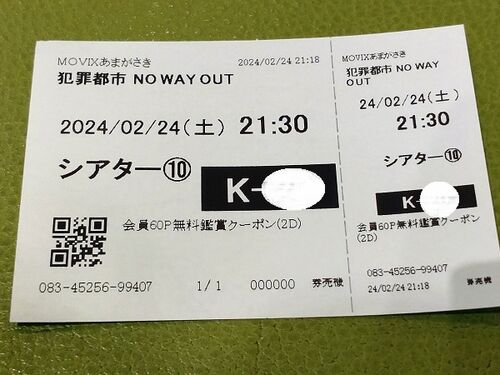 MOVIXあまがさき 2024/02/24 21:18
犯罪都市 NO WAY OUT
2024/02/24(土) 21:30
シアター⑩
K-
会員60P無料鑑賞クーポン(2D)
083-45256-99407 1/1 000000 券売機
MOVIXあまがさき
犯罪都市 NO WAY
OUT
24/02/24(土)
21:30
シアター⑩
K-
会員60P無料鑑賞クーポン
(2D)
083-45256-99407
24/02/24 21:18 券売機